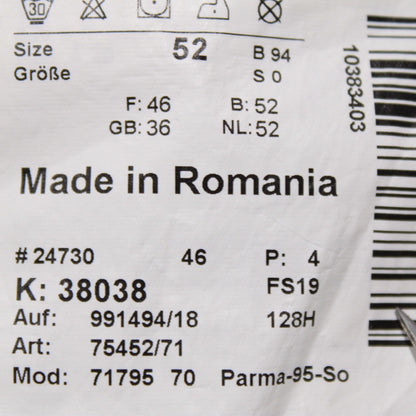 30
Size 52 B 94
Größe S 0
F: 46 B: 52
GB: 36 NL: 52
Made in Romania
# 24730 46 P: 4
K: 38038 FS19
Auf: 991494/18 128H
Art: 75452/71
Mod: 71795 70 Parma-95-So
10383403